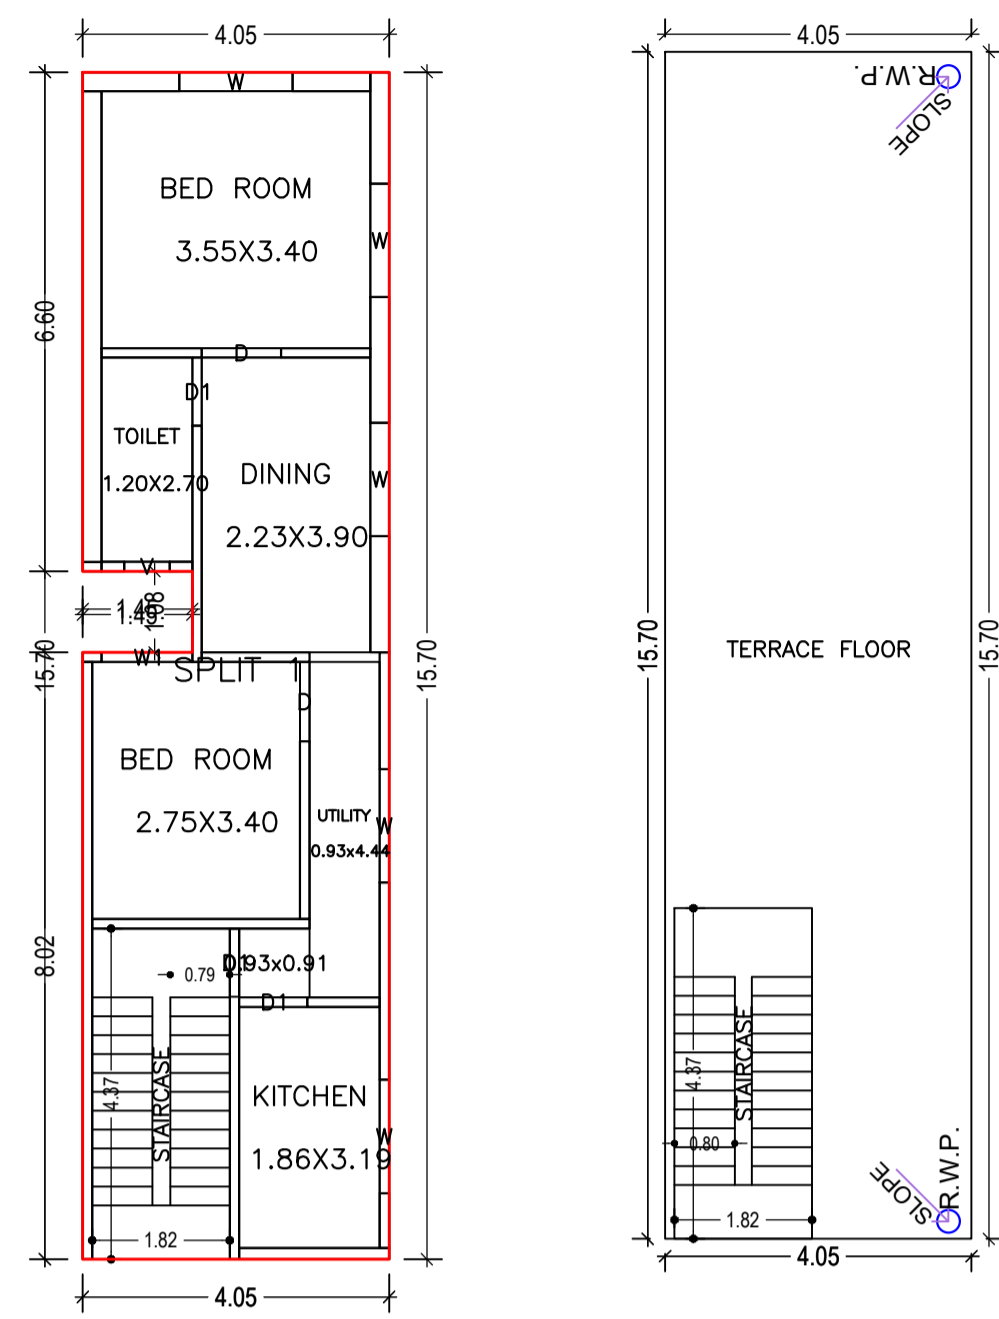 4.05
W
BED ROOM
3.55X3.40
W
6.60
D
D1
TOILET
1.20X2.70
DINING
2.23X3.90
W
V
1.08
1.49
W1
SPLIT 1
15.70
15.70
D
BED ROOM
2.75X3.40
UTILITY
0.93x4.44
W
8.02
0.79
0.93x0.91
D1
4.37
STAIRCASE
KITCHEN
1.86X3.19
W
1.82
4.05
4.05
R.W.P.
SLOPE
15.70
TERRACE FLOOR
15.70
4.37
STAIRCASE
0.80
1.82
SLOPE
R.W.P.
4.05